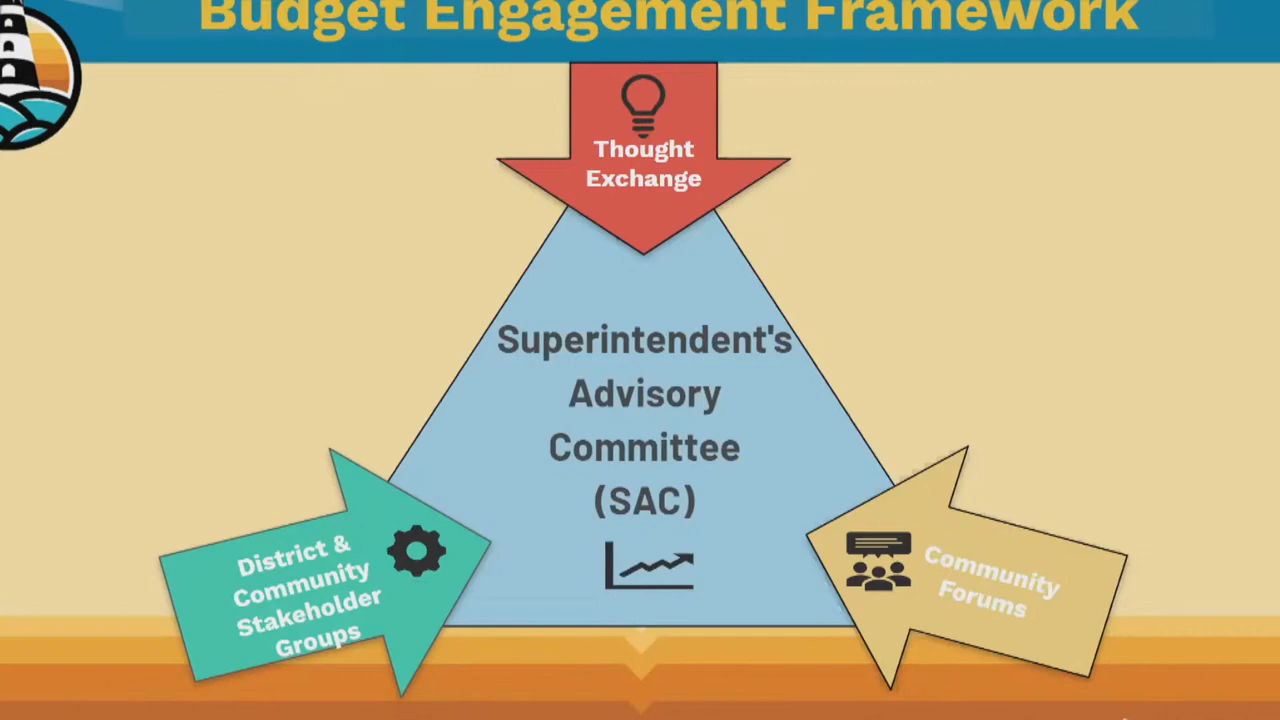 Budget Engagement Framework
Thought
Exchange
Superintendent's
Advisory
Committee
(SAC)
District &
Community
Stakeholder
Groups
Community
Forums